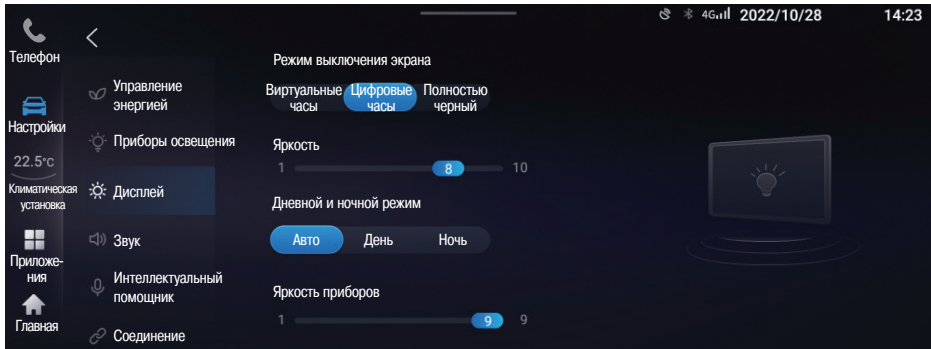 4G 2022/10/28 14:23
Телефон
Настройки
22.5°C
Климатическая
установка
Приложе-
ния
Главная
Управление
энергией
Приборы освещения
Дисплей
Звук
Интеллектуальный
помощник
Соединение
Режим выключения экрана
Виртуальные
часы
Цифровые
часы
Полностью
черный
Яркость
1 8 10
Дневной и ночной режим
Авто День Ночь
Яркость приборов
1 9 9